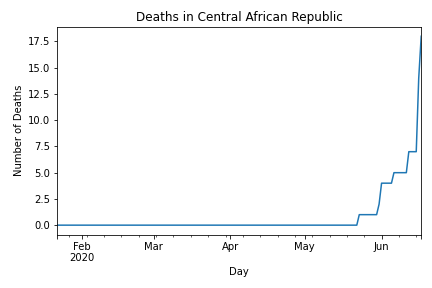 Deaths in Central African Republic
Number of Deaths
17.5
15.0
12.5
10.0
7.5
5.0
2.5
0.0
Feb Mar Apr May Jun
2020
Day